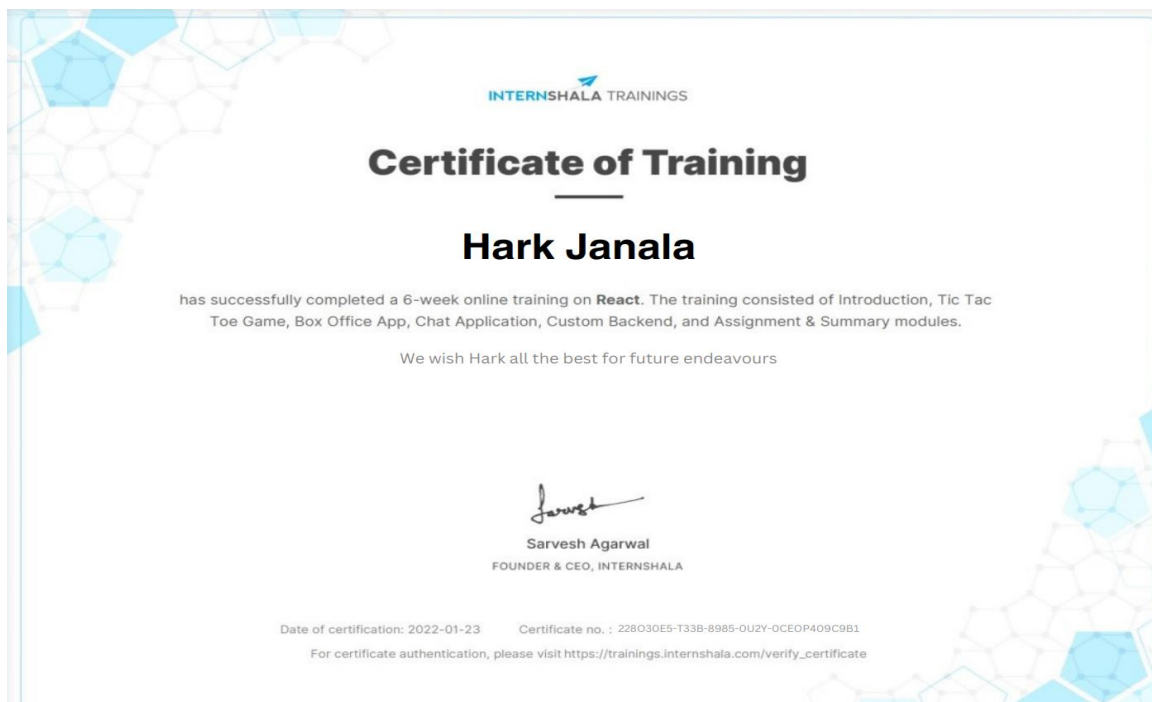 INTERNSHALA TRAININGS
Certificate of Training
Hark Janala
has successfully completed a 6-week online training on React. The training consisted of Introduction, Tic Tac
Toe Game, Box Office App, Chat Application, Custom Backend, and Assignment & Summary modules.
We wish Hark all the best for future endeavours
Sarvesh Agarwal
FOUNDER & CEO, INTERNSHALA
Date of certification: 2022-01-23 Certificate no. : 228O30E5-T33B-8985-0U2Y-0CEOP409C9B1
For certificate authentication, please visit https://trainings.internshala.com/verify_certificate